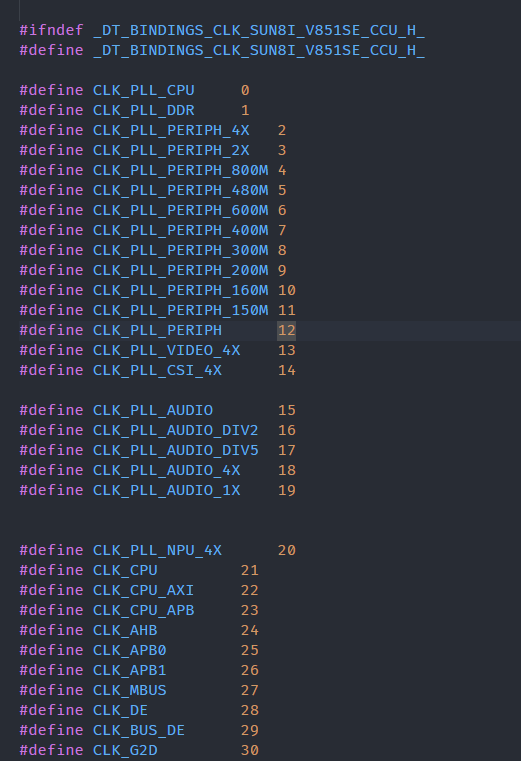 #ifndef _DT_BINDINGS_CLK_SUN8I_V851SE_CCU_H_
#define _DT_BINDINGS_CLK_SUN8I_V851SE_CCU_H_
#define CLK_PLL_CPU 0
#define CLK_PLL_DDR 1
#define CLK_PLL_PERIPH_4X 2
#define CLK_PLL_PERIPH_2X 3
#define CLK_PLL_PERIPH_800M 4
#define CLK_PLL_PERIPH_480M 5
#define CLK_PLL_PERIPH_600M 6
#define CLK_PLL_PERIPH_400M 7
#define CLK_PLL_PERIPH_300M 8
#define CLK_PLL_PERIPH_200M 9
#define CLK_PLL_PERIPH_160M 10
#define CLK_PLL_PERIPH_150M 11
#define CLK_PLL_PERIPH 12
#define CLK_PLL_VIDEO_4X 13
#define CLK_PLL_CSI_4X 14
#define CLK_PLL_AUDIO 15
#define CLK_PLL_AUDIO_DIV2 16
#define CLK_PLL_AUDIO_DIV5 17
#define CLK_PLL_AUDIO_4X 18
#define CLK_PLL_AUDIO_1X 19
#define CLK_PLL_NPU_4X 20
#define CLK_CPU 21
#define CLK_CPU_AXI 22
#define CLK_CPU_APB 23
#define CLK_AHB 24
#define CLK_APB0 25
#define CLK_APB1 26
#define CLK_MBUS 27
#define CLK_DE 28
#define CLK_BUS_DE 29
#define CLK_G2D 30